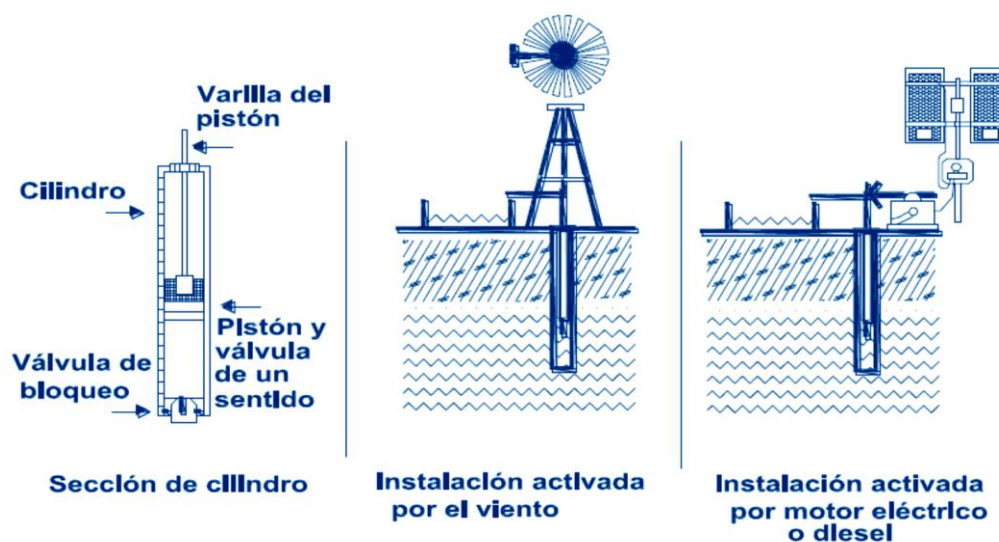 Varilla del
pistón
Cilindro
Pistón y
válvula
de un
sentido
Válvula de
bloqueo
Sección de cilindro
Instalación activada
por el viento
Instalación activada
por motor eléctrico
o diesel